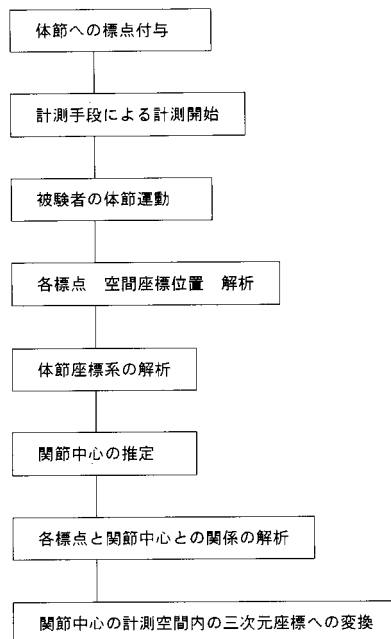 体節への標点付与
計測手段による計測開始
被験者の体節運動
各標点　空間座標位置　解析
体節座標系の解析
関節中心の推定
各標点と関節中心との関係の解析
関節中心の計測空間内の三次元座標への変換